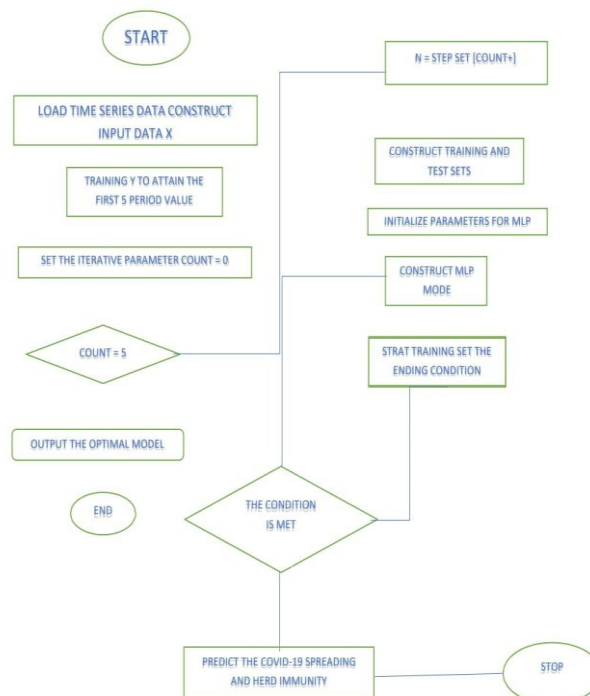 START
LOAD TIME SERIES DATA CONSTRUCT
INPUT DATA X
TRAINING Y TO ATTAIN THE
FIRST 5 PERIOD VALUE
SET THE ITERATIVE PARAMETER COUNT = 0
COUNT = 5
OUTPUT THE OPTIMAL MODEL
END
N = STEP SET [COUNT+]
CONSTRUCT TRAINING AND
TEST SETS
INITIALIZE PARAMETERS FOR MLP
CONSTRUCT MLP
MODE
STRAT TRAINING SET THE
ENDING CONDITION
THE CONDITION
IS MET
PREDICT THE COVID-19 SPREADING
AND HERD IMMUNITY
STOP